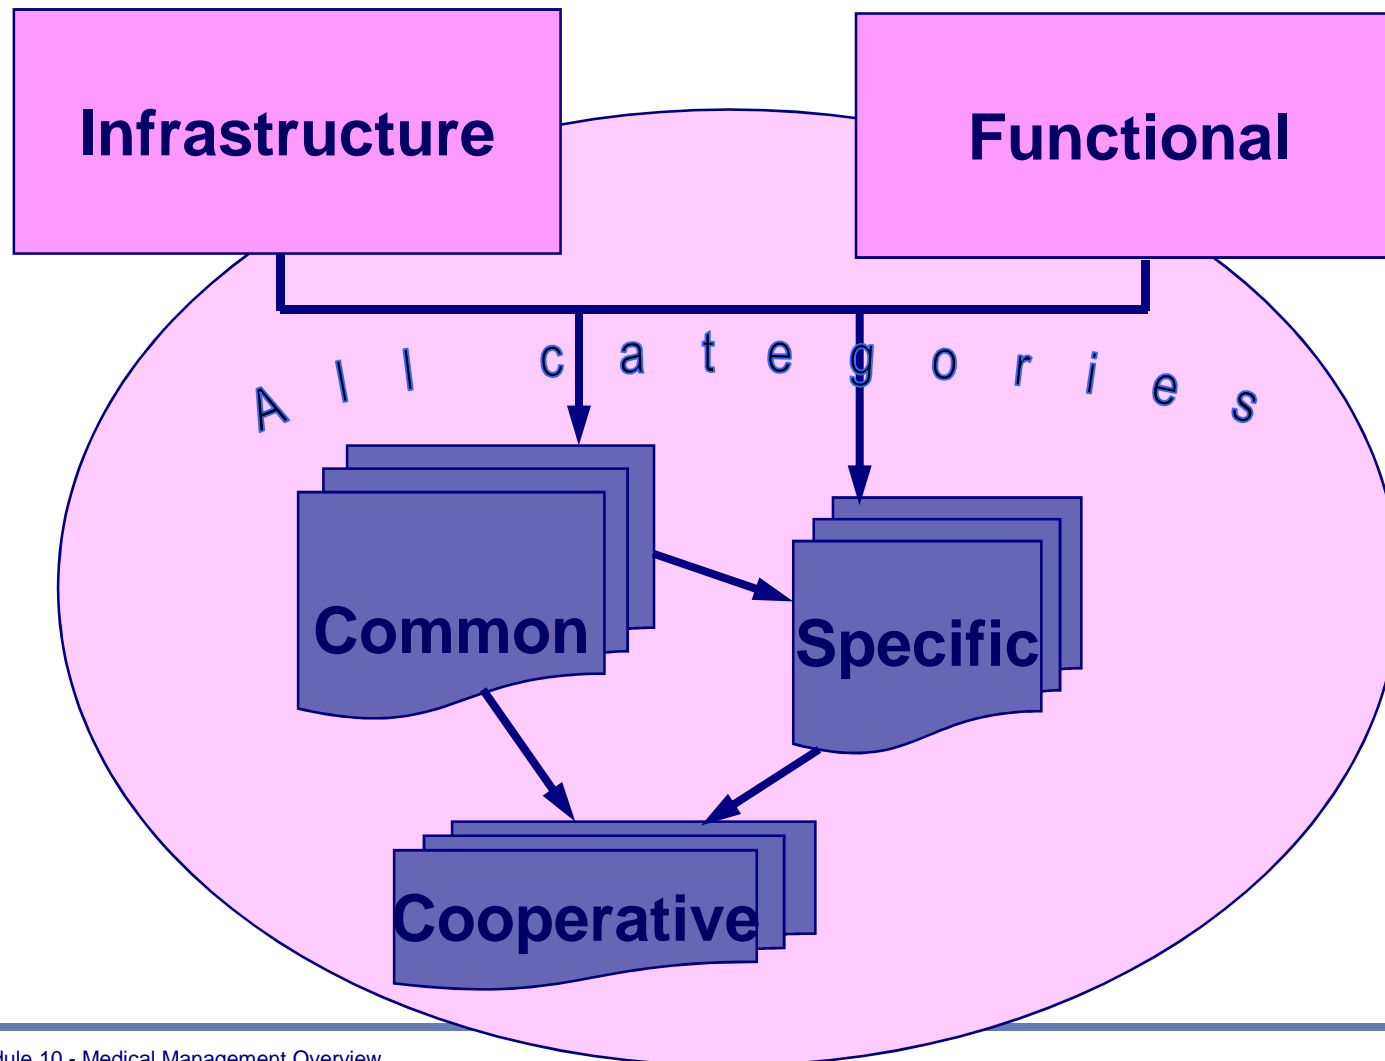 Infrastructure
Functional
All categories
Common
Specific
Cooperative
dule 10 - Medical Management Overview